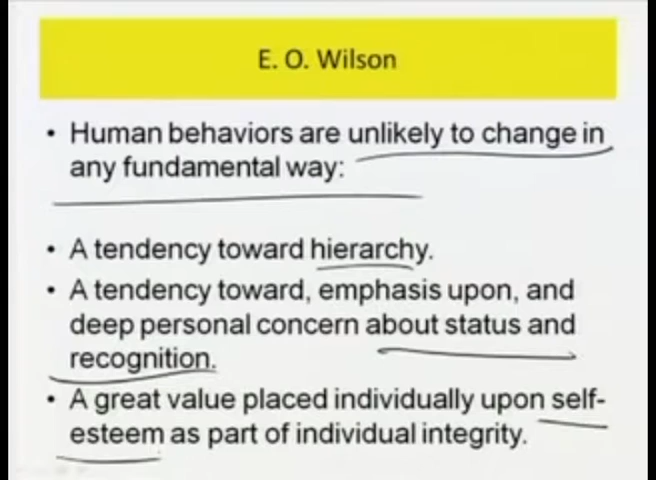 E. O. Wilson
• Human behaviors are unlikely to change in
any fundamental way:
• A tendency toward hierarchy.
• A tendency toward, emphasis upon, and
deep personal concern about status and
recognition.
• A great value placed individually upon self-
esteem as part of individual integrity.